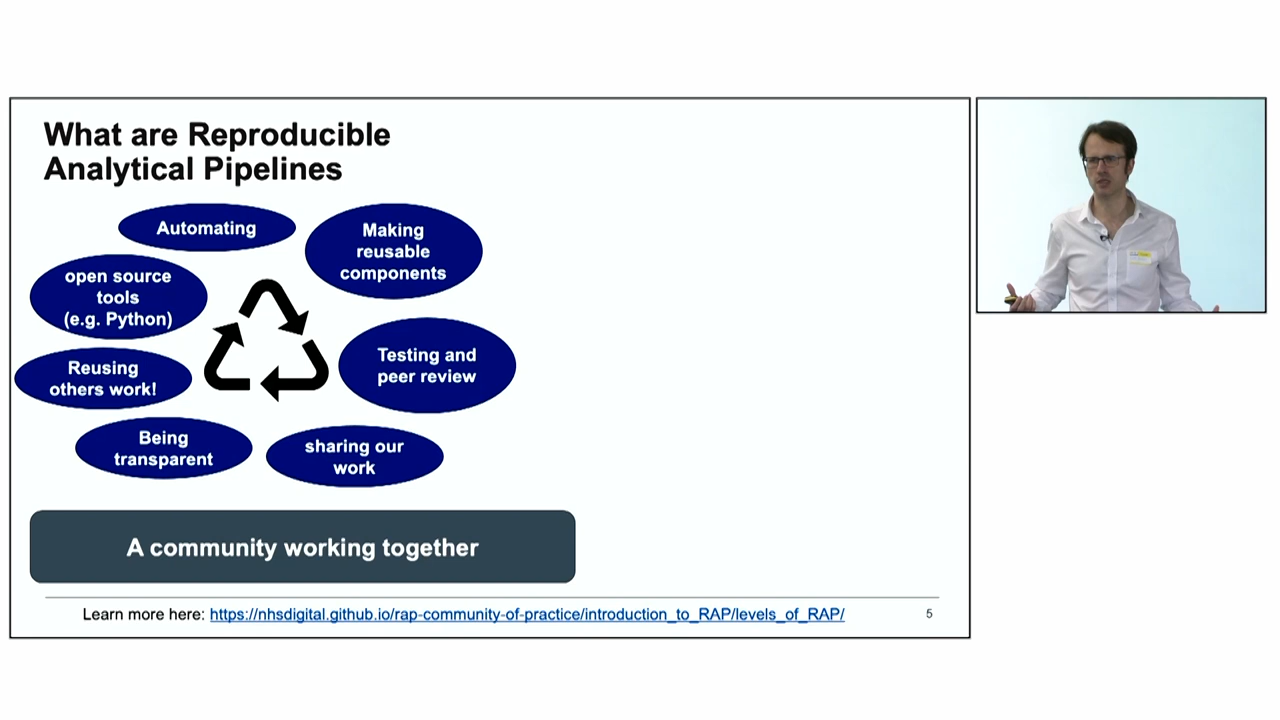 What are Reproducible
Analytical Pipelines
Automating
Making
reusable
components
open source
tools
(e.g. Python)
Testing and
peer review
Reusing
others work!
Being
transparent
sharing our
work
A community working together
Learn more here: https://nhsdigital.github.io/rap-community-of-practice/introduction_to_RAP/levels_of_RAP/
5